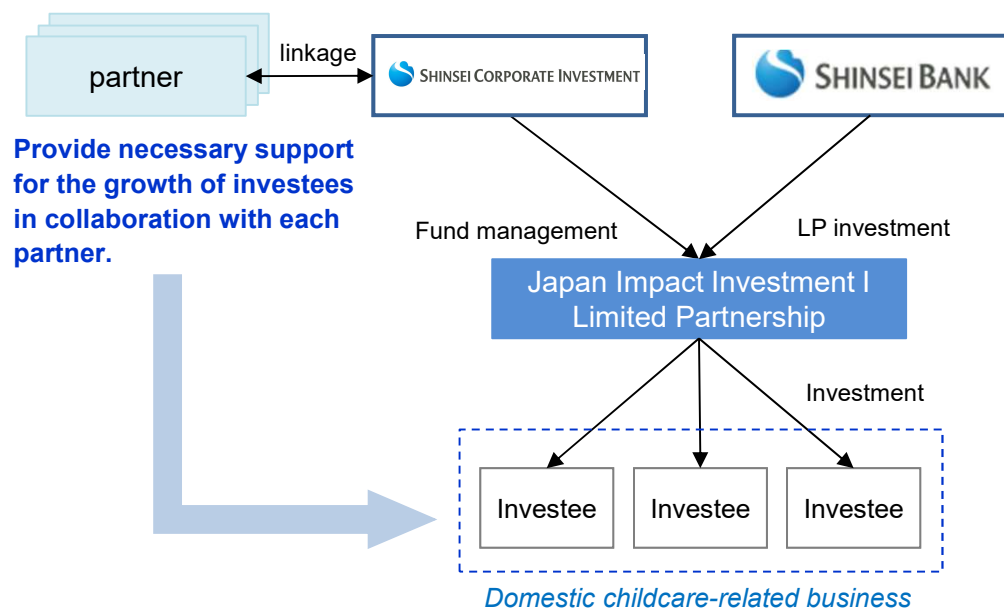 partner
linkage
SHINSEI CORPORATE INVESTMENT
SHINSEI BANK
Provide necessary support
for the growth of investees
in collaboration with each
partner.
Fund management
LP investment
Japan Impact Investment I
Limited Partnership
Investment
Investee
Investee
Investee
Domestic childcare-related business